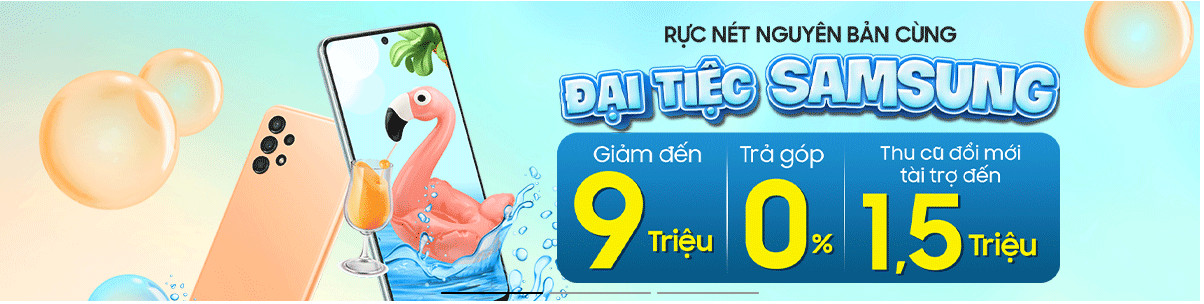 RỰC NÉT NGUYÊN BẢN CÙNG
ĐẠI TIỆC SAMSUNG
Giảm đến
9 Triệu
Trả góp
0%
Thu cũ đổi mới
tài trợ đến
1,5 Triệu